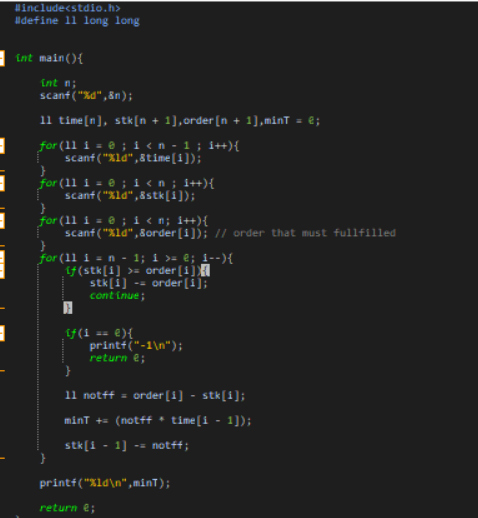 #include<stdio.h>
#define ll long long
int main(){
int n;
scanf("%d",&n);
ll time[n], stk[n + 1],order[n + 1],minT = 0;
for(ll i = 0 ; i < n - 1 ; i++){
scanf("%ld",&time[i]);
}
for(ll i = 0 ; i < n ; i++){
scanf("%ld",&stk[i]);
}
for(ll i = 0 ; i < n; i++){
scanf("%ld",&order[i]); // order that must fullfilled
}
for(ll i = n - 1; i >= 0; i--){
if(stk[i] >= order[i]){
stk[i] -= order[i];
continue;
}
if(i == 0){
printf("-1\n");
return 0;
}
ll notff = order[i] - stk[i];
minT += (notff * time[i - 1]);
stk[i - 1] -= notff;
}
printf("%ld\n",minT);
return 0;
}